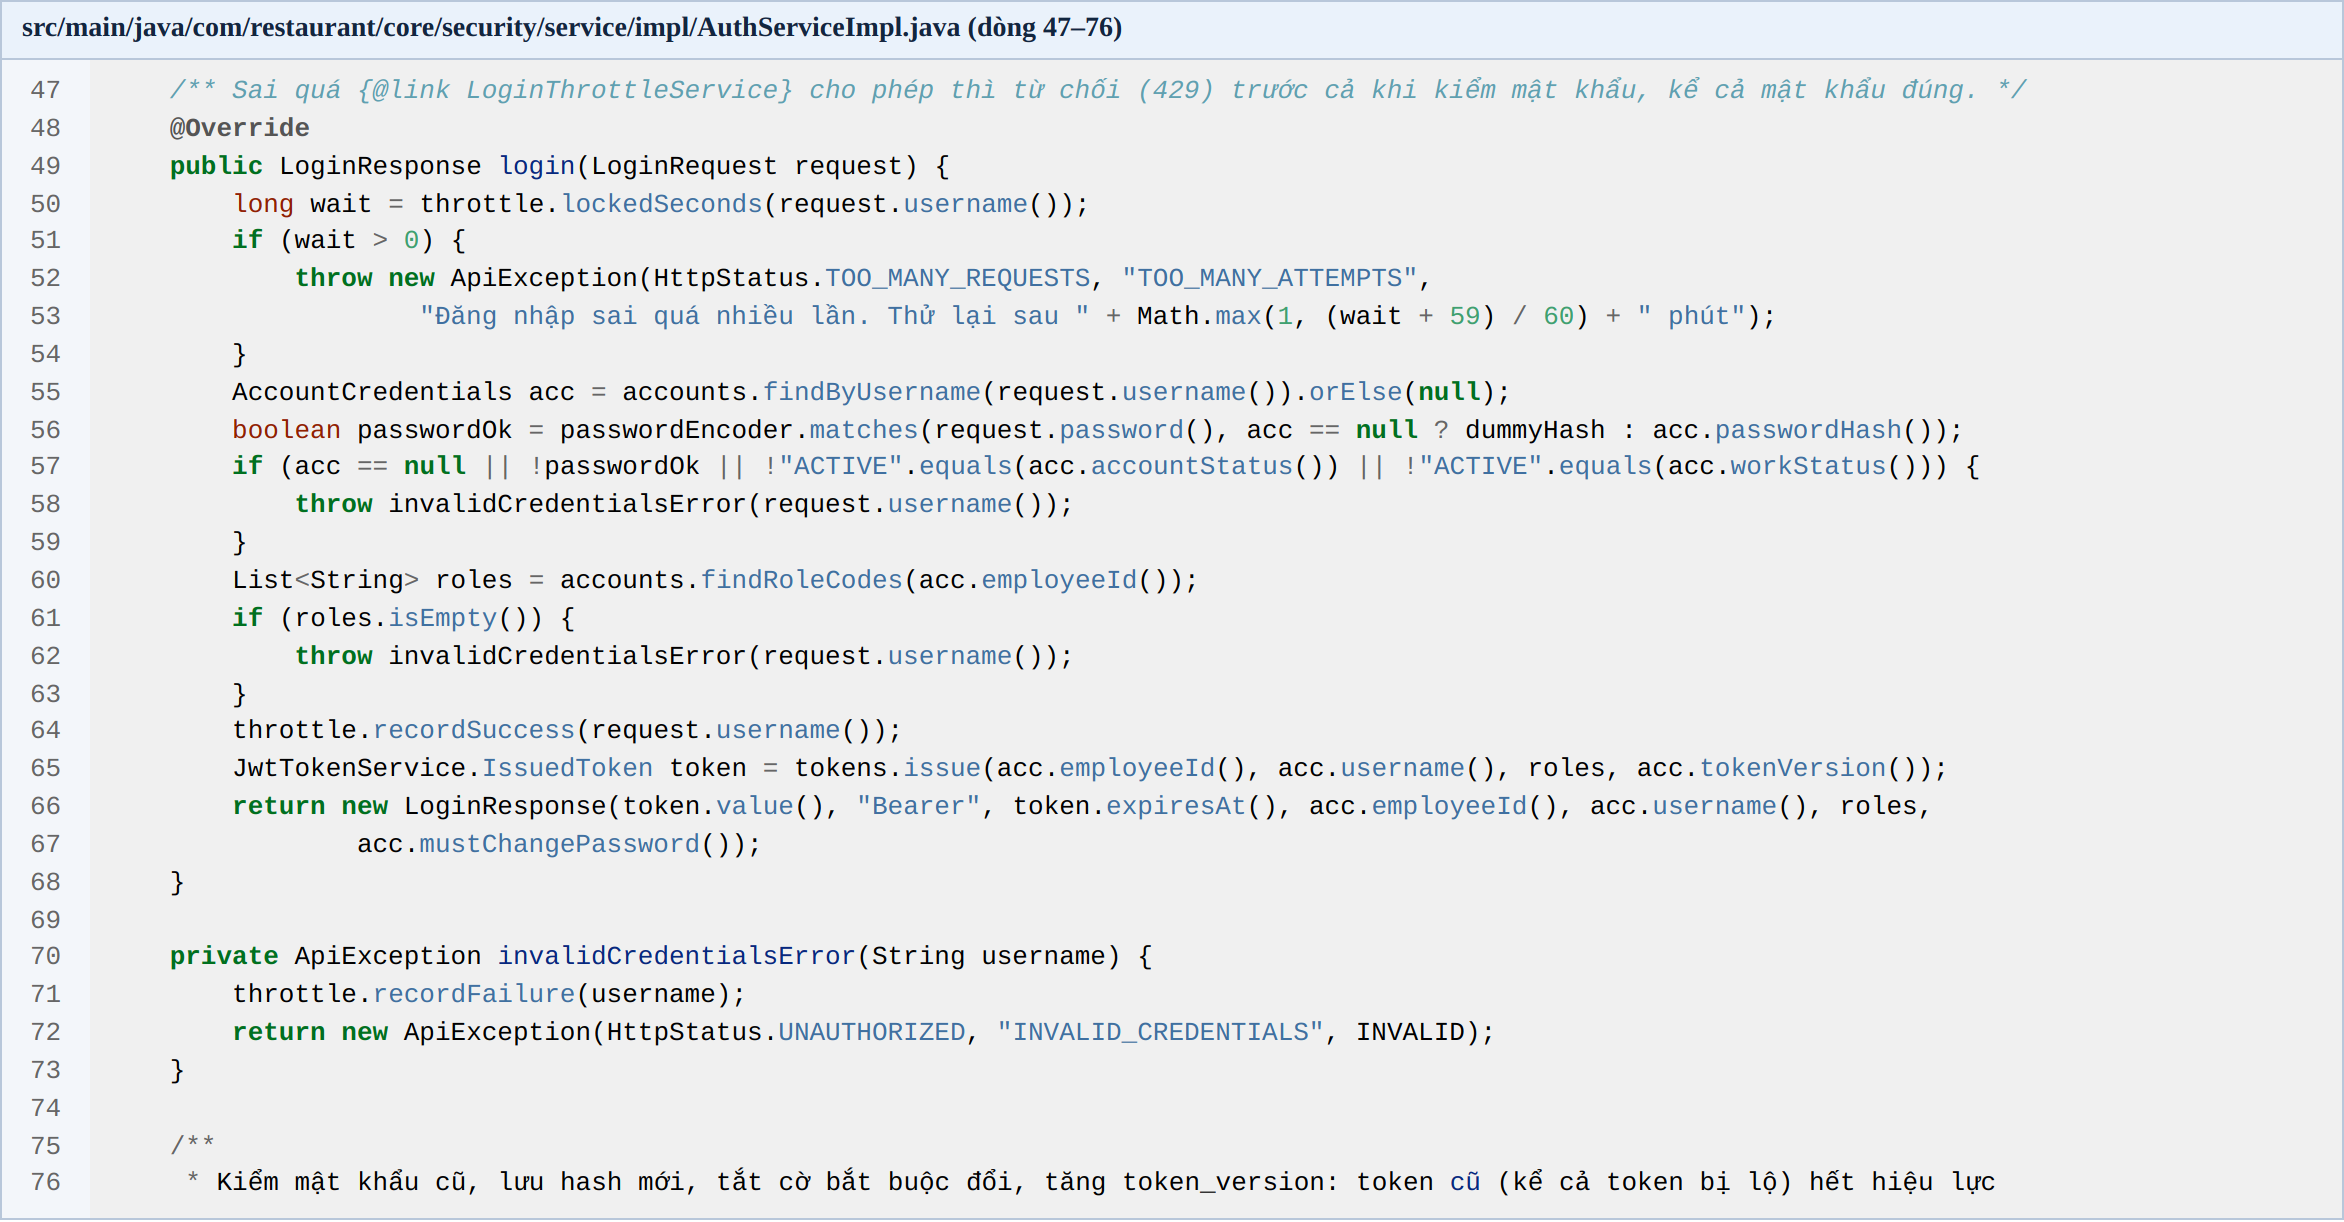 src/main/java/com/restaurant/core/security/service/impl/AuthServiceImpl.java (dòng 47–76)
47 /** Sai quá {@link LoginThrottleService} cho phép thì từ chối (429) trước cả khi kiểm mật khẩu, kể cả mật khẩu đúng. */
48 @Override
49 public LoginResponse login(LoginRequest request) {
50 long wait = throttle.lockedSeconds(request.username());
51 if (wait > 0) {
52 throw new ApiException(HttpStatus.TOO_MANY_REQUESTS, "TOO_MANY_ATTEMPTS",
53 "Đăng nhập sai quá nhiều lần. Thử lại sau " + Math.max(1, (wait + 59) / 60) + " phút");
54 }
55 AccountCredentials acc = accounts.findByUsername(request.username()).orElse(null);
56 boolean passwordOk = passwordEncoder.matches(request.password(), acc == null ? dummyHash : acc.passwordHash());
57 if (acc == null || !passwordOk || !"ACTIVE".equals(acc.accountStatus()) || !"ACTIVE".equals(acc.workStatus())) {
58 throw invalidCredentialsError(request.username());
59 }
60 List<String> roles = accounts.findRoleCodes(acc.employeeId());
61 if (roles.isEmpty()) {
62 throw invalidCredentialsError(request.username());
63 }
64 throttle.recordSuccess(request.username());
65 JwtTokenService.IssuedToken token = tokens.issue(acc.employeeId(), acc.username(), roles, acc.tokenVersion());
66 return new LoginResponse(token.value(), "Bearer", token.expiresAt(), acc.employeeId(), acc.username(), roles,
67 acc.mustChangePassword());
68 }
69
70 private ApiException invalidCredentialsError(String username) {
71 throttle.recordFailure(username);
72 return new ApiException(HttpStatus.UNAUTHORIZED, "INVALID_CREDENTIALS", INVALID);
73 }
74
75 /**
76 * Kiểm mật khẩu cũ, lưu hash mới, tắt cờ bắt buộc đổi, tăng token_version: token cũ (kể cả token bị lộ) hết hiệu lực